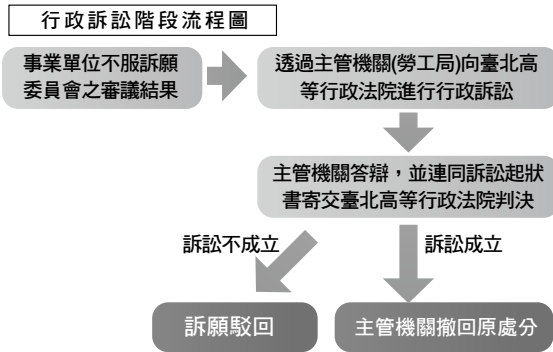 行政訴訟階段流程圖
事業單位不服訴願
委員會之審議結果
透過主管機關(勞工局)向臺北高
等行政法院進行行政訴訟
主管機關答辯，並連同訴訟起狀
書寄交臺北高等行政法院判決
訴訟不成立
訴訟成立
訴願駁回
主管機關撤回原處分